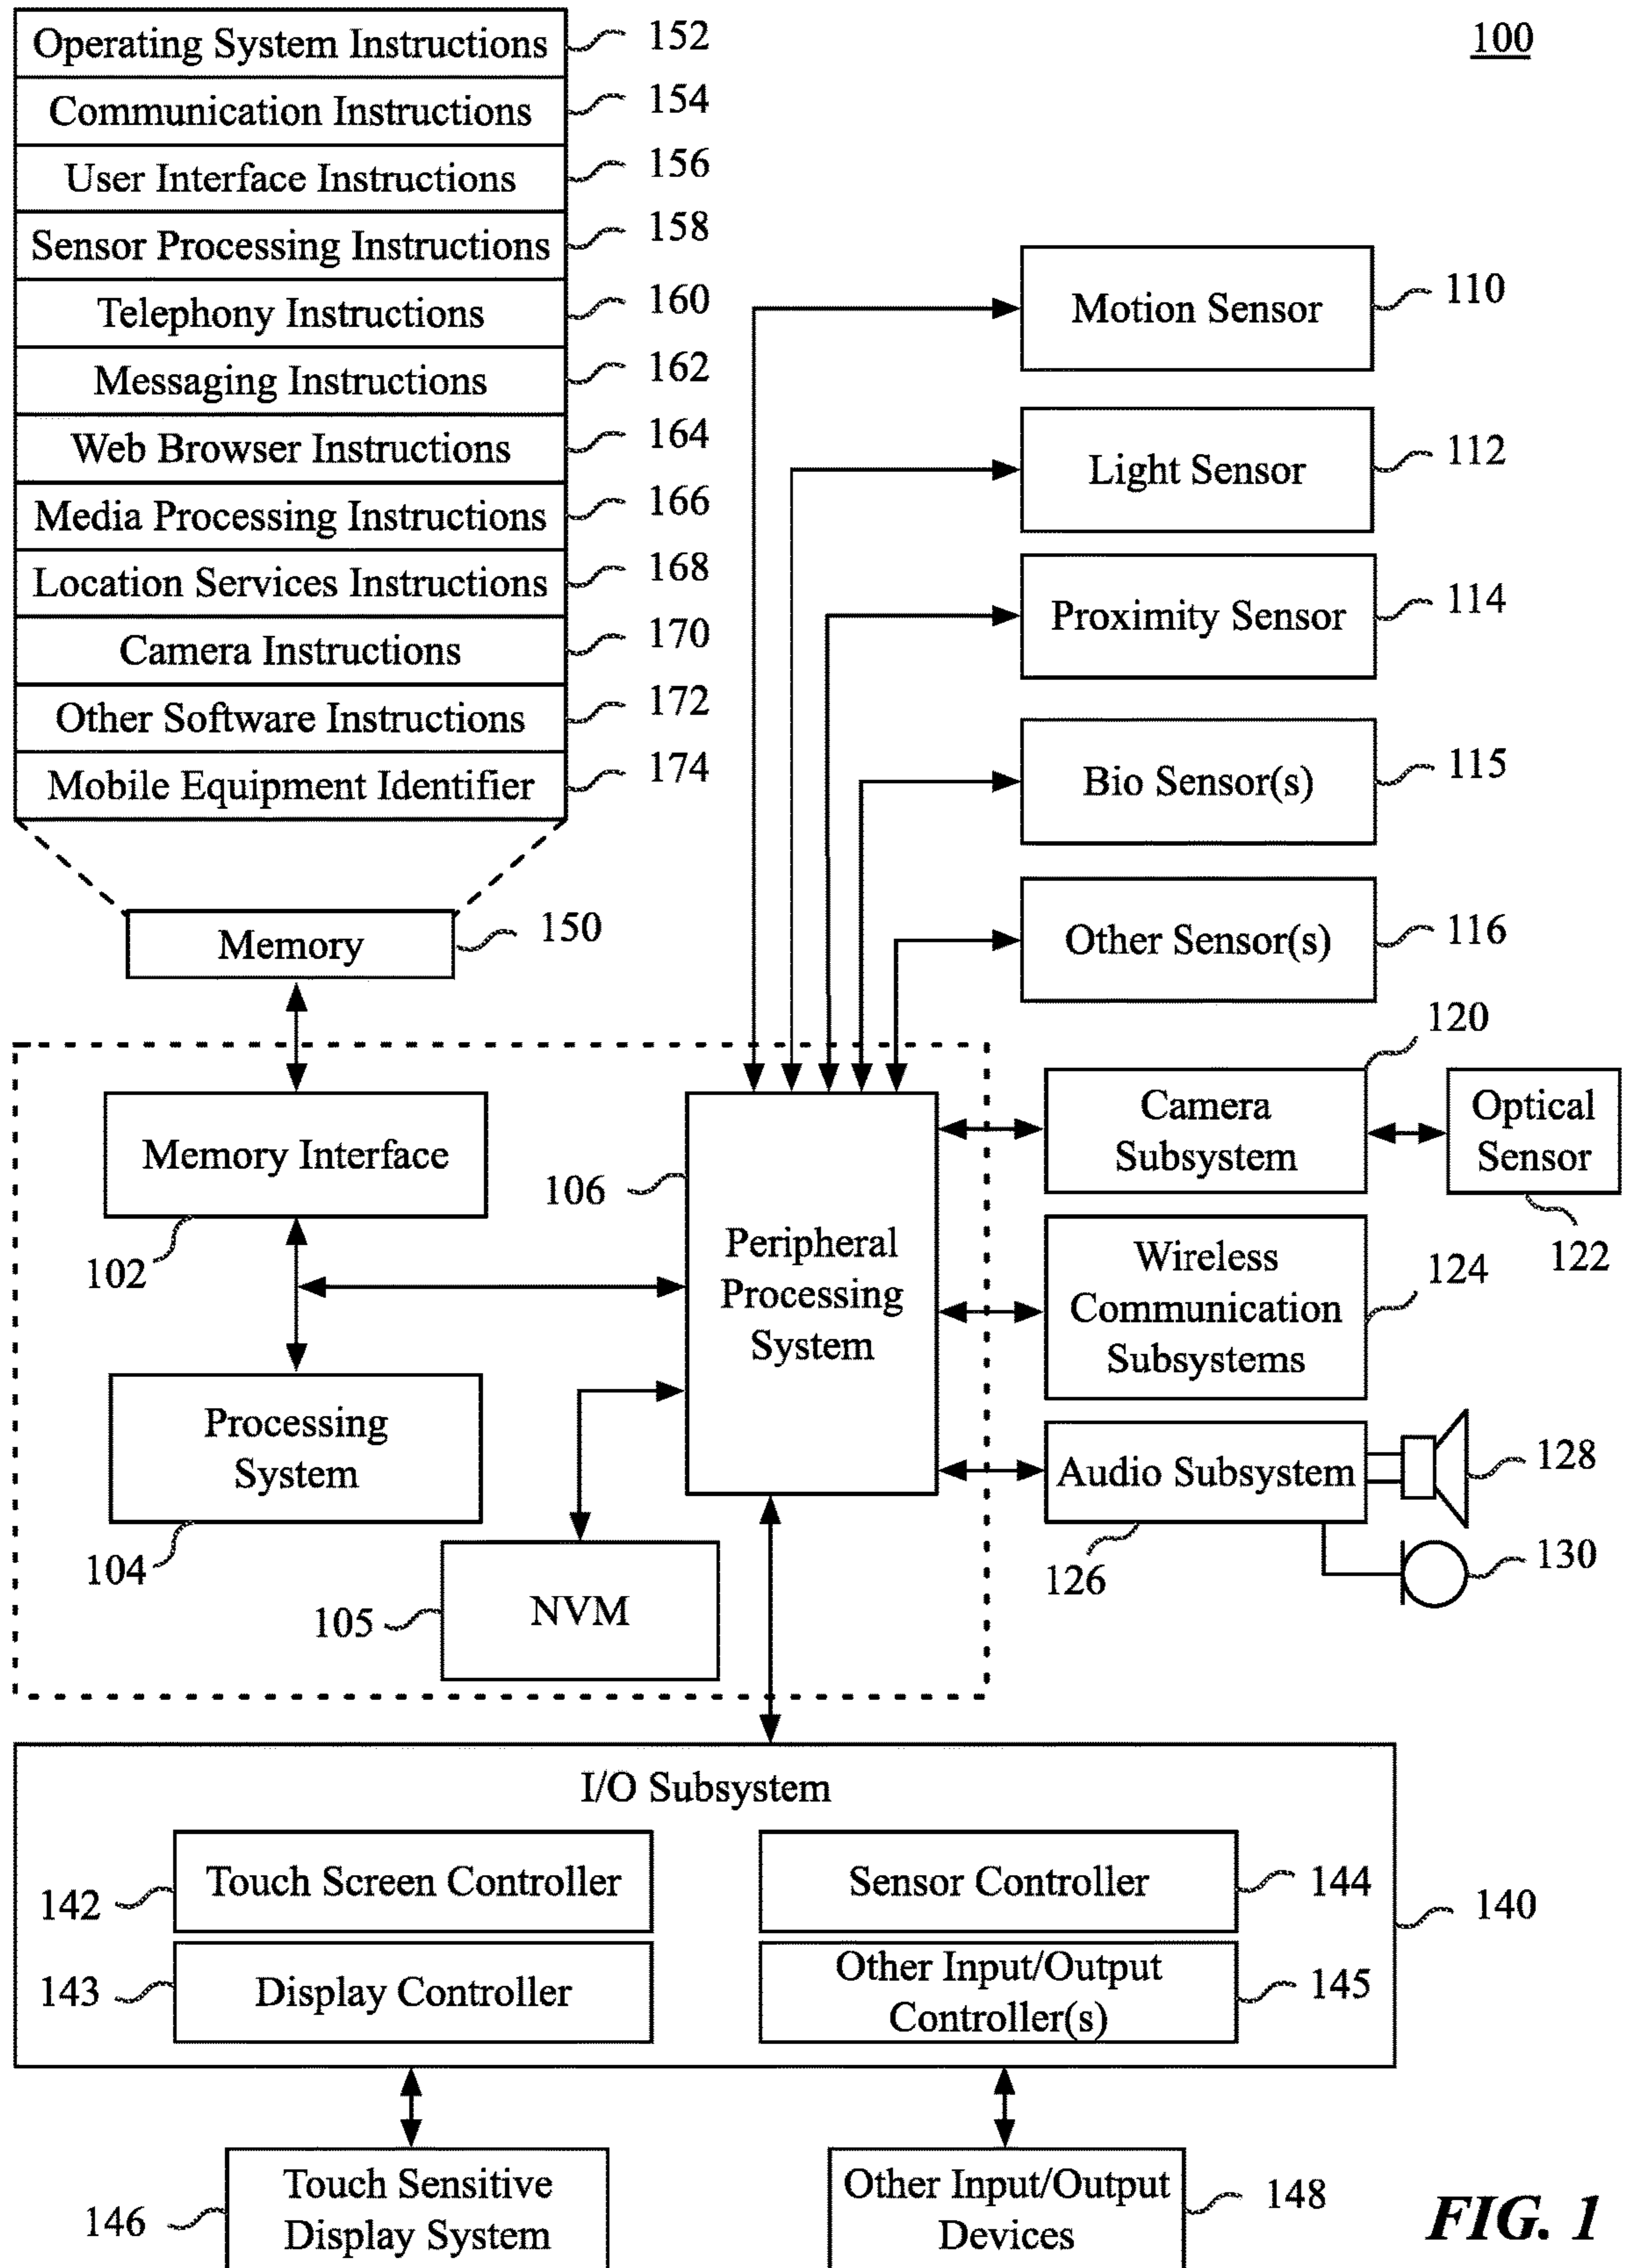 100
Operating System Instructions 152
Communication Instructions 154
User Interface Instructions 156
Sensor Processing Instructions 158
Telephony Instructions 160
Messaging Instructions 162
Web Browser Instructions 164
Media Processing Instructions 166
Location Services Instructions 168
Camera Instructions 170
Other Software Instructions 172
Mobile Equipment Identifier 174
Memory 150
Motion Sensor 110
Light Sensor 112
Proximity Sensor 114
Bio Sensor(s) 115
Other Sensor(s) 116
Memory Interface
102
Processing
System
104
105 NVM
106
Peripheral
Processing
System
120
Camera
Subsystem
Optical
Sensor
122
Wireless
Communication
Subsystems
124
Audio Subsystem
126
128
130
I/O Subsystem
140
142 Touch Screen Controller
Sensor Controller 144
143 Display Controller
Other Input/Output
Controller(s)
145
146
Touch Sensitive
Display System
Other Input/Output
Devices
148
FIG. 1